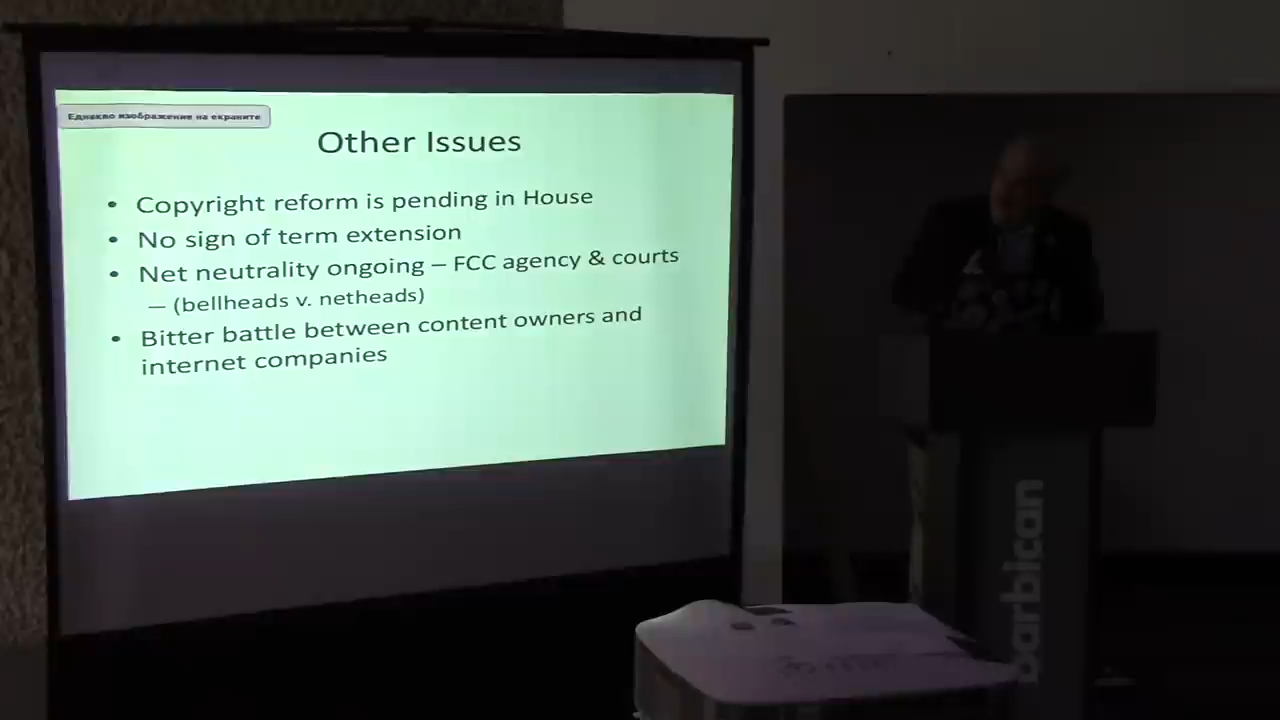 Еднакво изображение на екраните
Other Issues
• Copyright reform is pending in House
• No sign of term extension
• Net neutrality ongoing – FCC agency & courts
– (bellheads v. netheads)
• Bitter battle between content owners and
internet companies
barbican